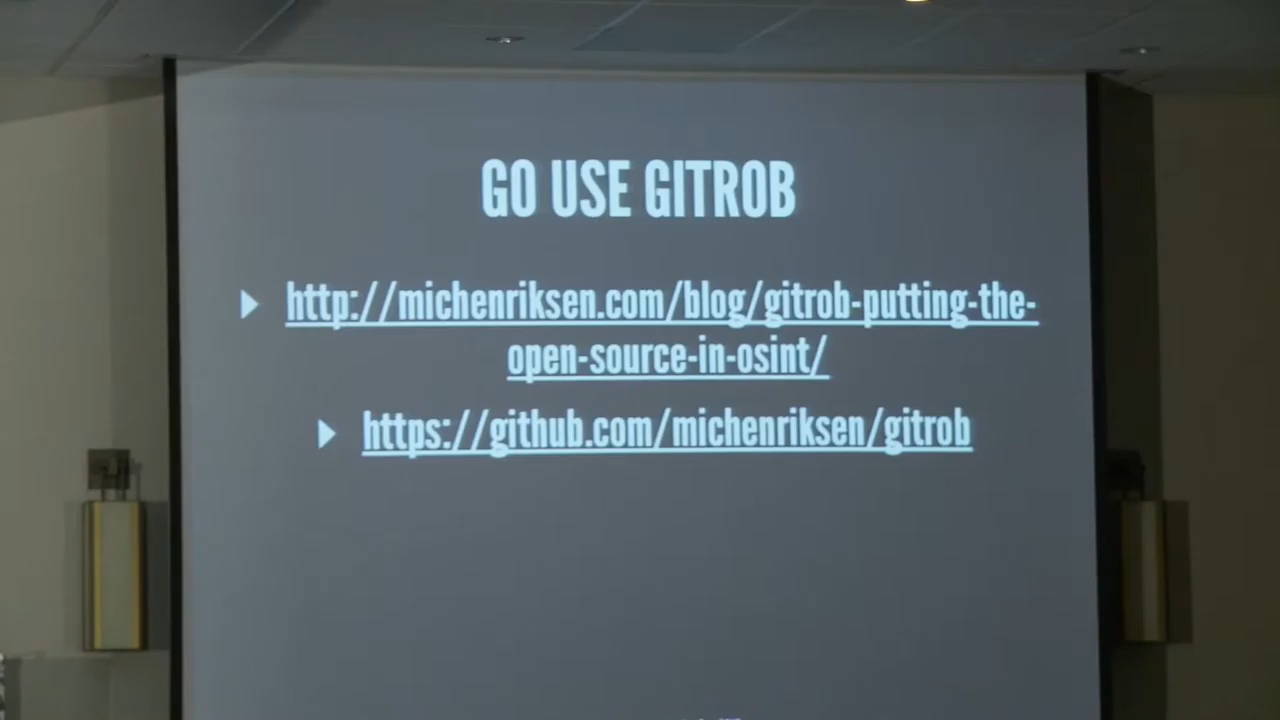 GO USE GITROB
http://michenriksen.com/blog/gitrob-putting-the-
open-source-in-osint/
https://github.com/michenriksen/gitrob